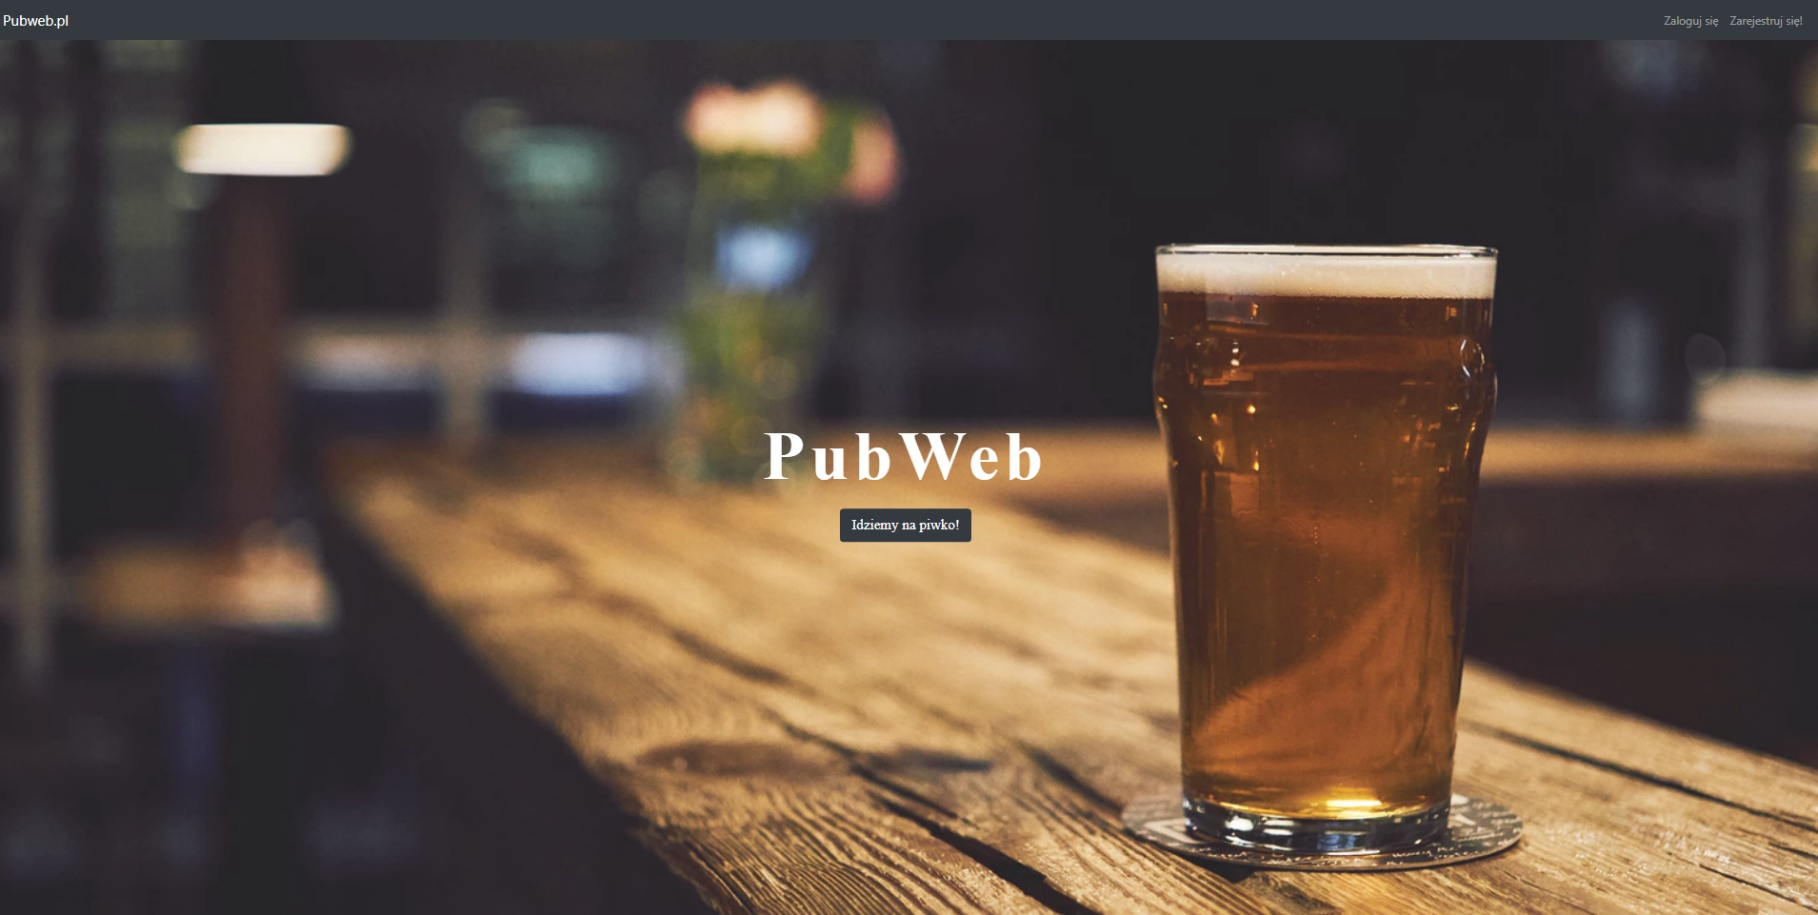 Pubweb.pl
Zaloguj się Zarejestruj się!
PubWeb
Idziemy na piwko!